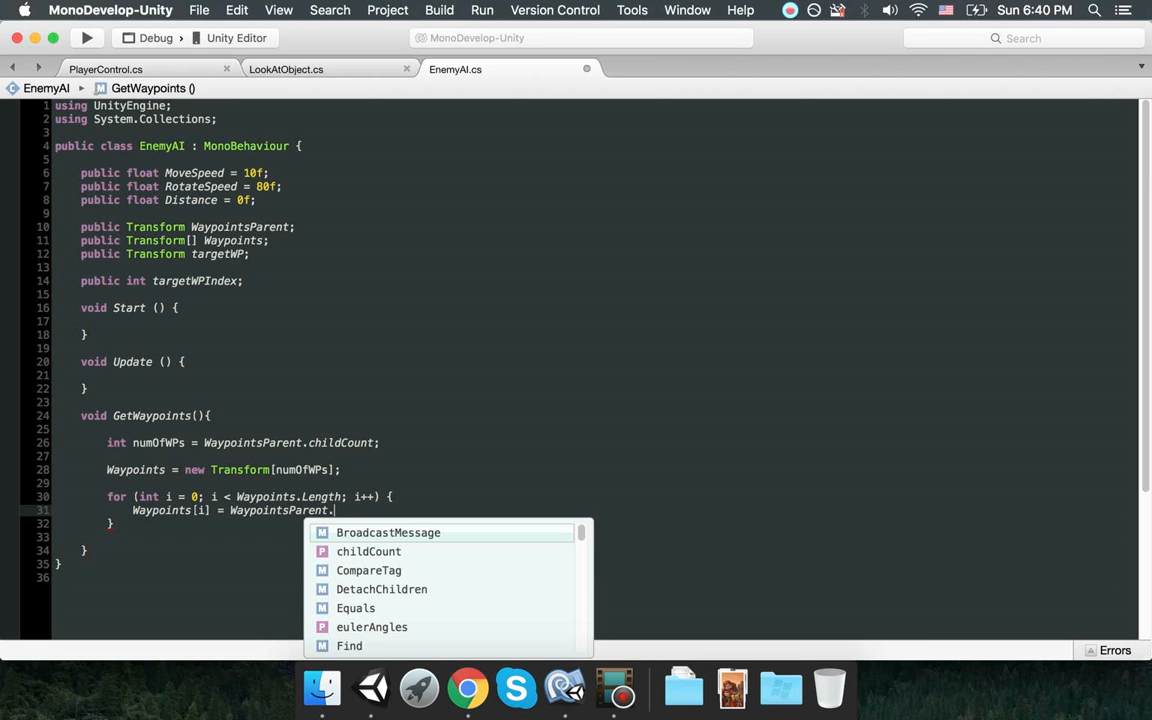 MonoDevelop-Unity File Edit View Search Project Build Run Version Control Tools Window Help Sun 6:40 PM
Debug Unity Editor MonoDevelop-Unity Search
PlayerControl.cs LookAtObject.cs EnemyAI.cs
EnemyAI GetWaypoints ()
1 using UnityEngine;
2 using System.Collections;
3
4 public class EnemyAI : MonoBehaviour {
5
6 public float MoveSpeed = 10f;
7 public float RotateSpeed = 80f;
8 public float Distance = 0f;
9
10 public Transform WaypointsParent;
11 public Transform[] Waypoints;
12 public Transform targetWP;
13
14 public int targetWPIndex;
15
16 void Start () {
17
18 }
19
20 void Update () {
21
22 }
23
24 void GetWaypoints(){
25
26 int numOfWPs = WaypointsParent.childCount;
27
28 Waypoints = new Transform[numOfWPs];
29
30 for (int i = 0; i < Waypoints.Length; i++) {
31 Waypoints[i] = WaypointsParent.
32 }
33
34 }
35 }
36
M BroadcastMessage
P childCount
M CompareTag
M DetachChildren
M Equals
P eulerAngles
M Find
Errors